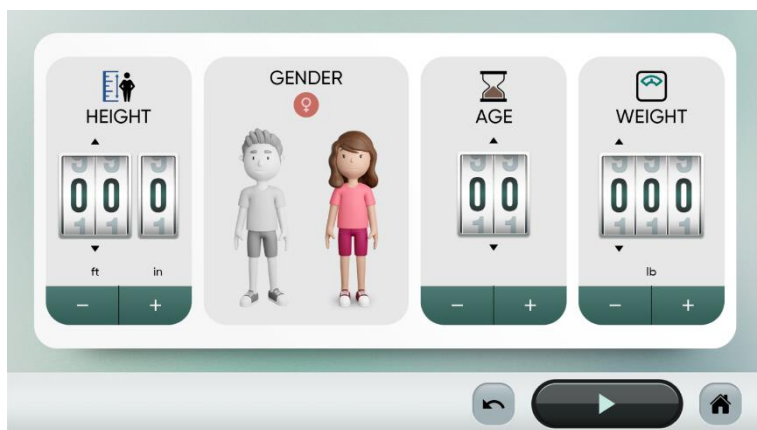 HEIGHT
0 0 0
ft in
− +
GENDER
AGE
0 0
− +
WEIGHT
0 0 0
lb
− +